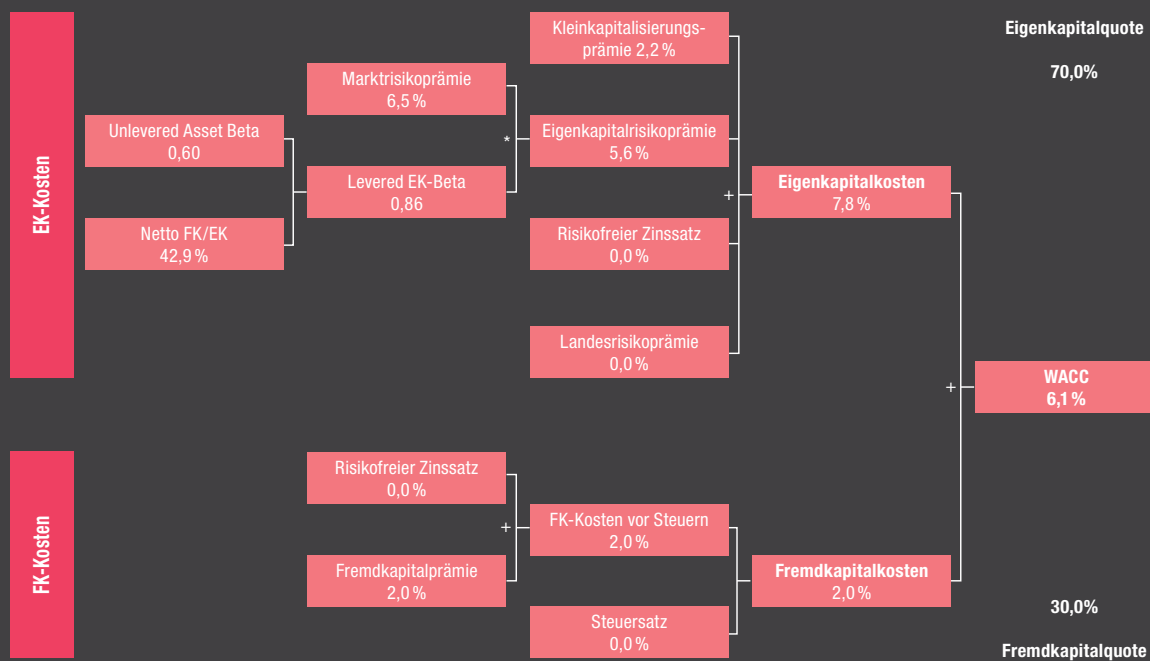 EK-Kosten
Unlevered Asset Beta
0,60
Netto FK/EK
42,9 %
Marktrisikoprämie
6,5 %
*
Levered EK-Beta
0,86
Kleinkapitalisierungs-
prämie 2,2 %
Eigenkapitalrisikoprämie
5,6 %
Risikofreier Zinssatz
0,0 %
Landesrisikoprämie
0,0 %
+
Eigenkapitalkosten
7,8 %
Eigenkapitalquote
70,0%
+
WACC
6,1 %
FK-Kosten
Risikofreier Zinssatz
0,0 %
+
Fremdkapitalprämie
2,0 %
FK-Kosten vor Steuern
2,0 %
Steuersatz
0,0 %
Fremdkapitalkosten
2,0 %
30,0%
Fremdkapitalquote